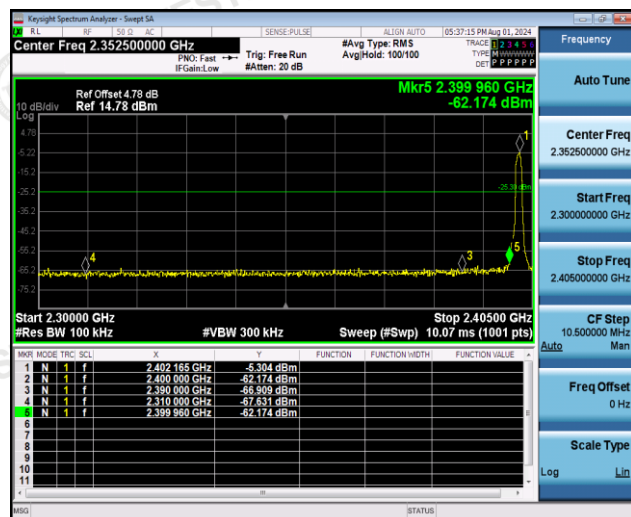 Keysight Spectrum Analyzer - Swept SA
RL RF 50 Ω AC SENSE:PULSE ALIGN AUTO 05:37:15 PM Aug 01, 2024
Center Freq 2.352500000 GHz #Avg Type: RMS TRACE 1 2 3 4 5 6
PNO: Fast Trig: Free Run Avg|Hold: 100/100 TYPE MWWWWW
IFGain:Low #Atten: 20 dB DET P P P P P P
Mkr5 2.399 960 GHz
-62.174 dBm
Ref Offset 4.78 dB
10 dB/div Ref 14.78 dBm
Log
4.78
-5.22
-15.2
-25.2
-35.2
-45.2
-55.2
-65.2
-75.2
1
-25.30 dBm
4
3
5
Start 2.30000 GHz Stop 2.40500 GHz
#Res BW 100 kHz #VBW 300 kHz Sweep (#Swp) 10.07 ms (1001 pts)
MKR MODE TRC SCL X Y FUNCTION FUNCTION WIDTH FUNCTION VALUE
1 N 1 f 2.402 165 GHz -5.304 dBm
2 N 1 f 2.400 000 GHz -62.174 dBm
3 N 1 f 2.390 000 GHz -66.909 dBm
4 N 1 f 2.310 000 GHz -67.631 dBm
5 N 1 f 2.399 960 GHz -62.174 dBm
6
7
8
9
10
11
MSG STATUS
Frequency
Auto Tune
Center Freq
2.352500000 GHz
Start Freq
2.300000000 GHz
Stop Freq
2.405000000 GHz
CF Step
10.500000 MHz
Auto Man
Freq Offset
0 Hz
Scale Type
Log Lin